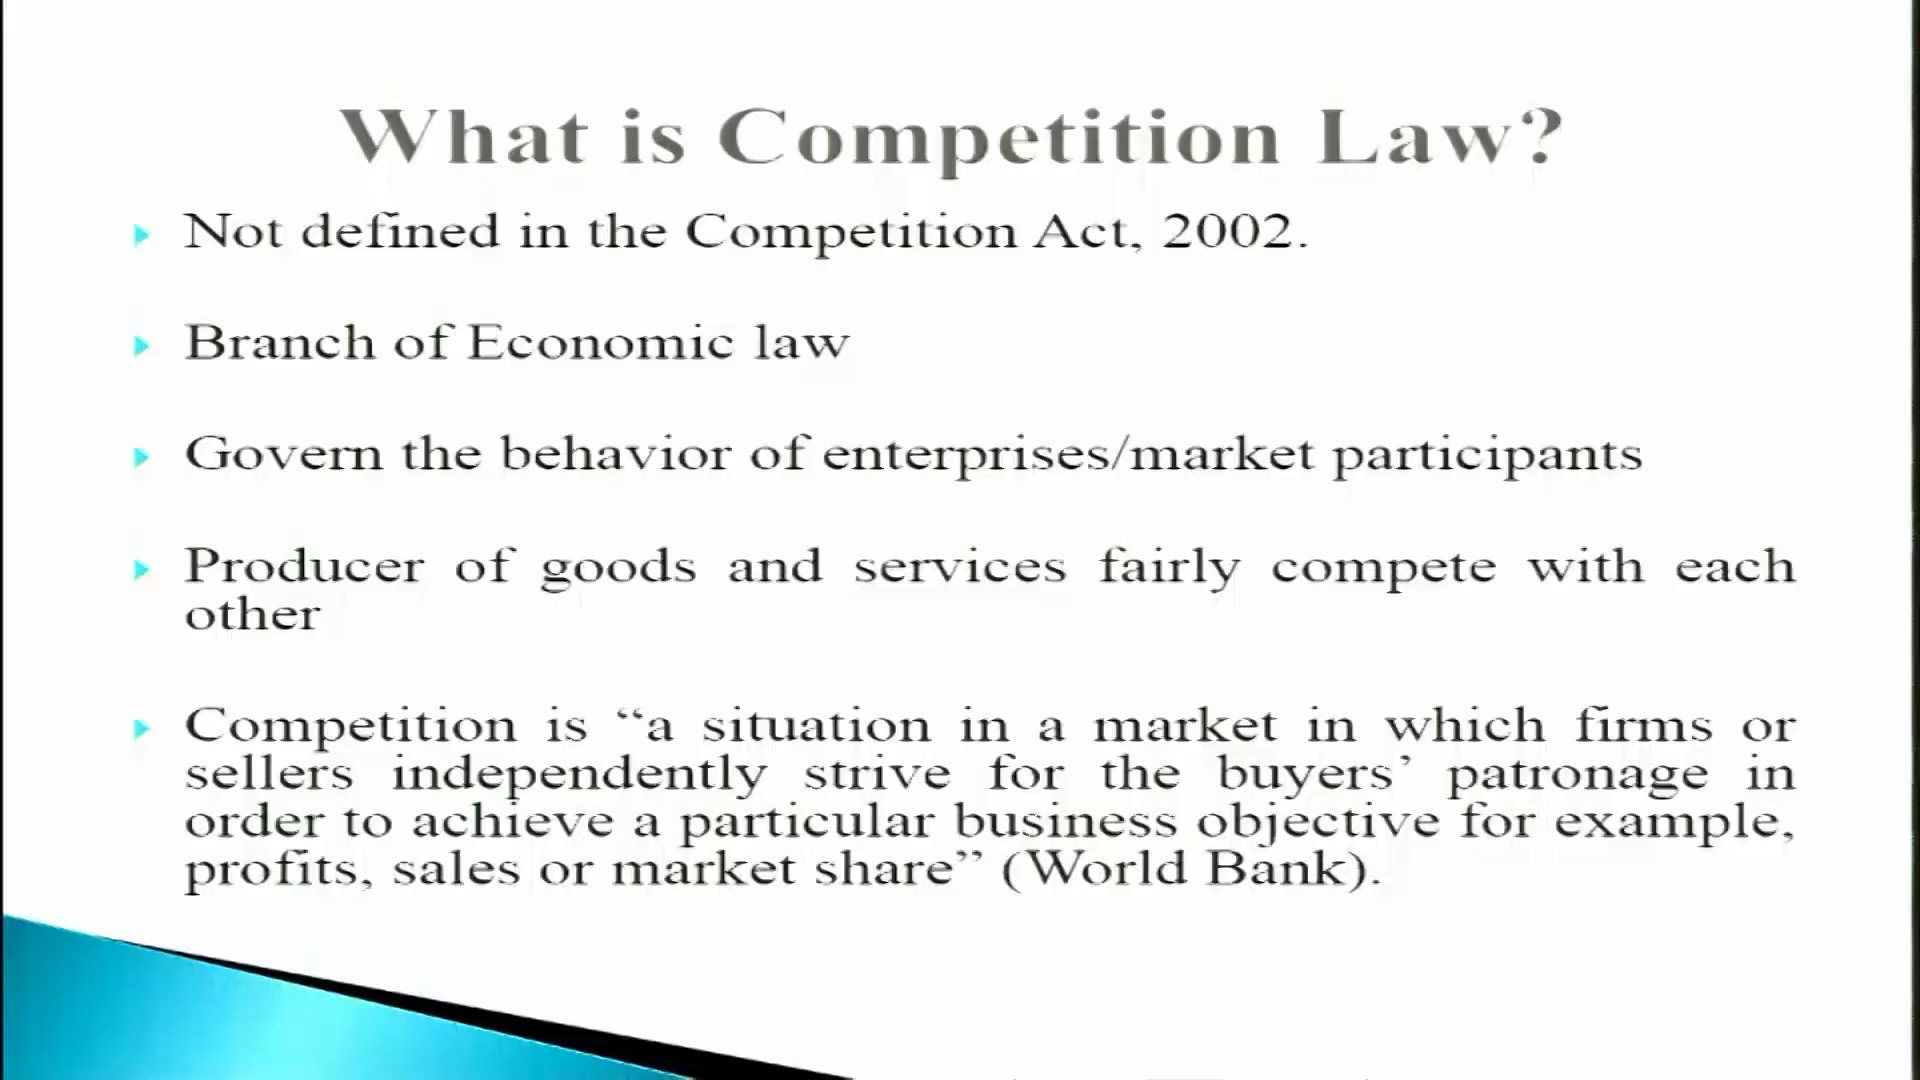 What is Competition Law?
Not defined in the Competition Act, 2002.
Branch of Economic law
Govern the behavior of enterprises/market participants
Producer of goods and services fairly compete with each
other
Competition is “a situation in a market in which firms or
sellers independently strive for the buyers’ patronage in
order to achieve a particular business objective for example,
profits, sales or market share” (World Bank).